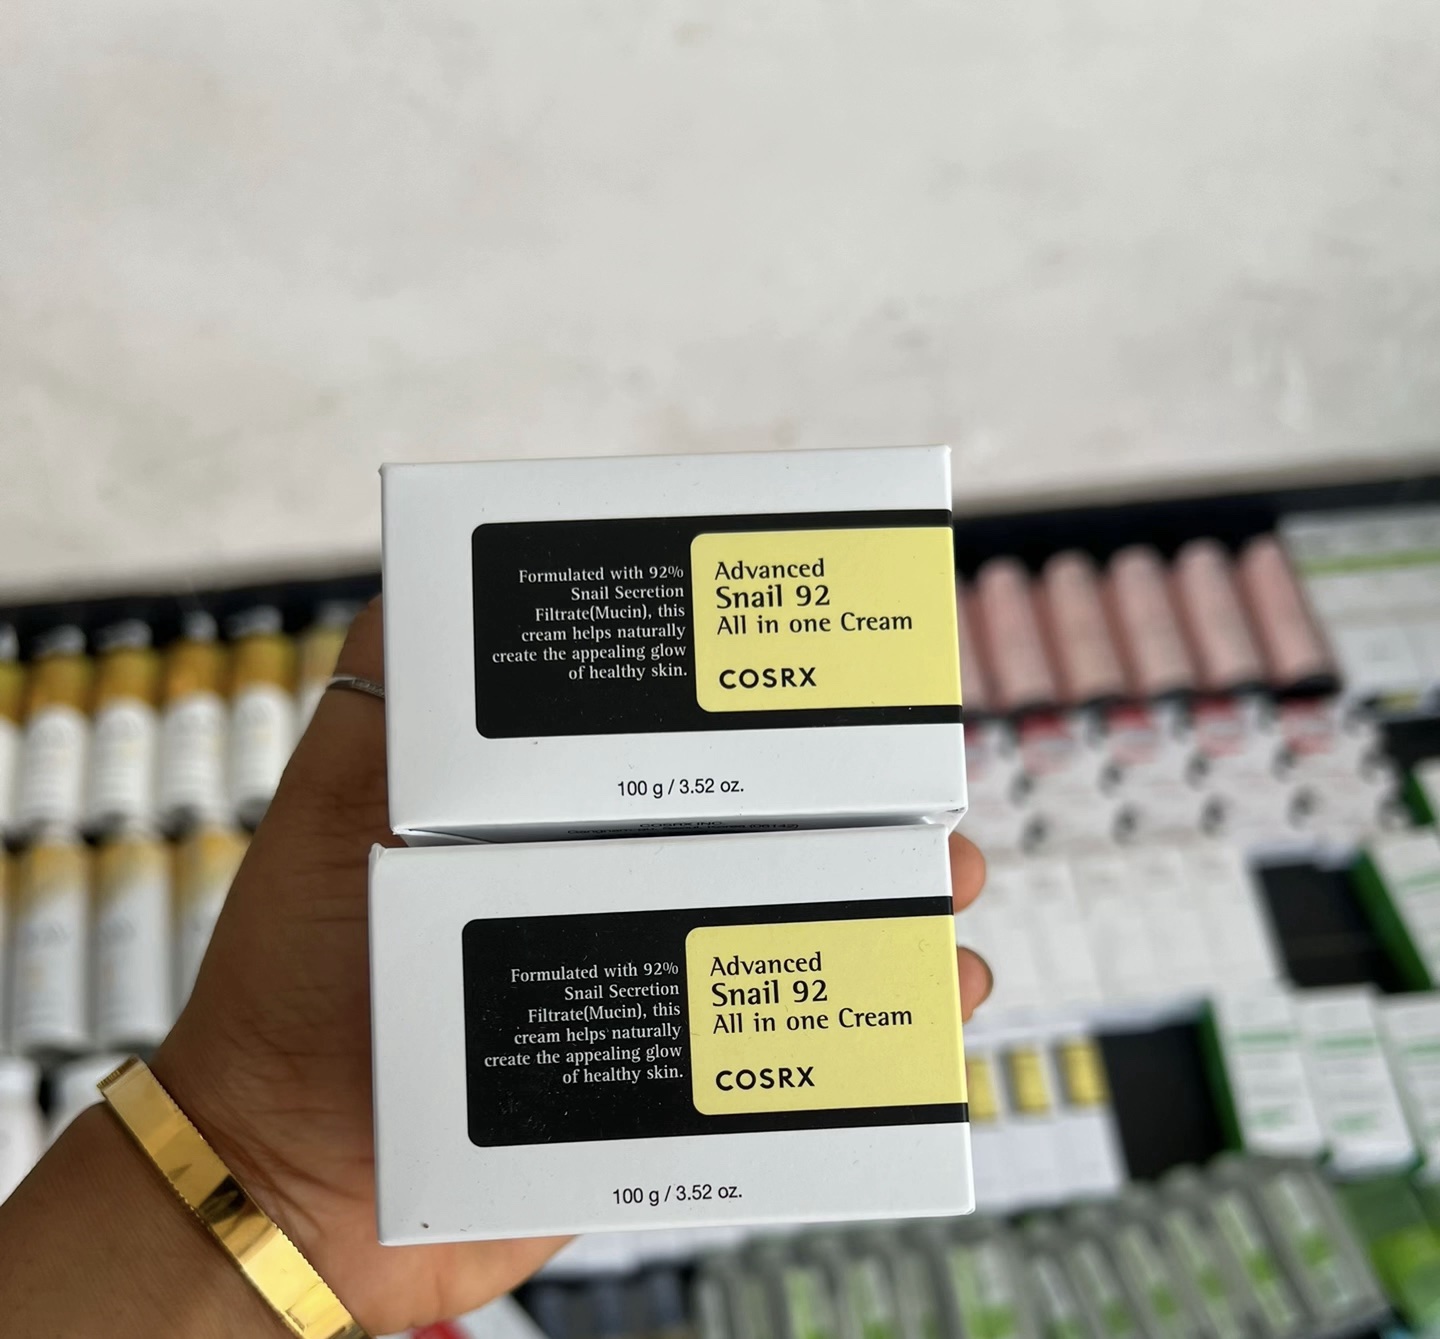 Formulated with 92%
Snail Secretion
Filtrate(Mucin), this
cream helps naturally
create the appealing glow
of healthy skin.
Advanced
Snail 92
All in one Cream
COSRX
100 g / 3.52 oz.
COSRX INC.
Formulated with 92%
Snail Secretion
Filtrate(Mucin), this
cream helps naturally
create the appealing glow
of healthy skin.
Advanced
Snail 92
All in one Cream
COSRX
100 g / 3.52 oz.